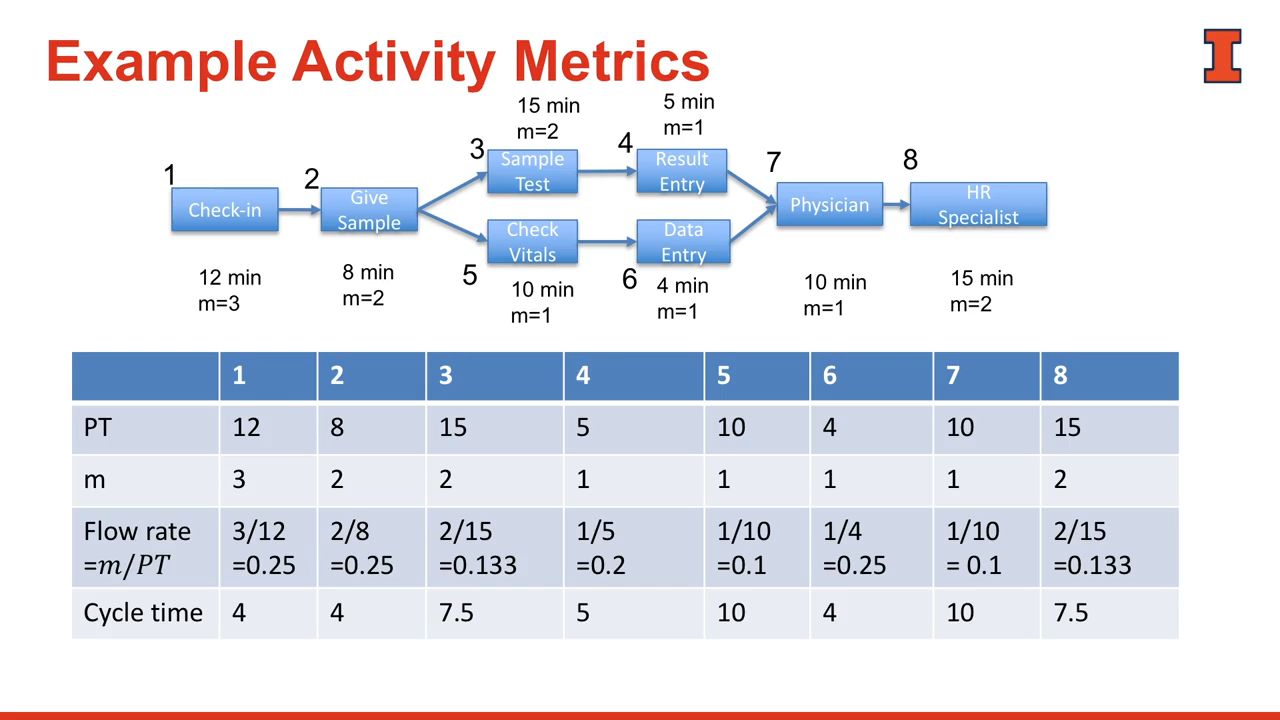 Example Activity Metrics
I
15 min
m=2
5 min
m=1
1
2
3
4
7
8
Check-in
Give
Sample
Sample
Test
Result
Entry
Physician
HR
Specialist
Check
Vitals
Data
Entry
5
6
12 min
m=3
8 min
m=2
10 min
m=1
4 min
m=1
10 min
m=1
15 min
m=2
1 2 3 4 5 6 7 8
PT 12 8 15 5 10 4 10 15
m 3 2 2 1 1 1 1 2
Flow rate 3/12 2/8 2/15 1/5 1/10 1/4 1/10 2/15
=m/PT =0.25 =0.25 =0.133 =0.2 =0.1 =0.25 = 0.1 =0.133
Cycle time 4 4 7.5 5 10 4 10 7.5